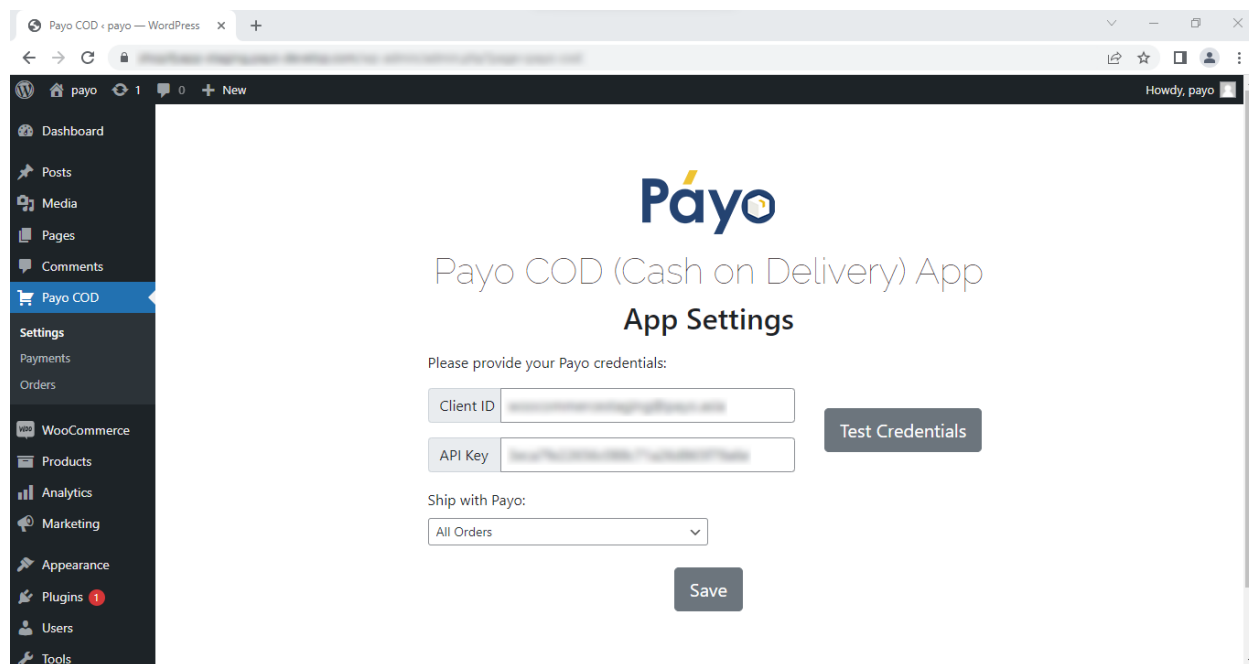 Payo COD ‹ payo — WordPress
payo 1 0 New
Howdy, payo
Dashboard
Posts
Media
Pages
Comments
Payo COD
Settings
Payments
Orders
WooCommerce
Products
Analytics
Marketing
Appearance
Plugins 1
Users
Tools
Páyo
Payo COD (Cash on Delivery) App
App Settings
Please provide your Payo credentials:
Client ID
API Key
Test Credentials
Ship with Payo:
All Orders
Save